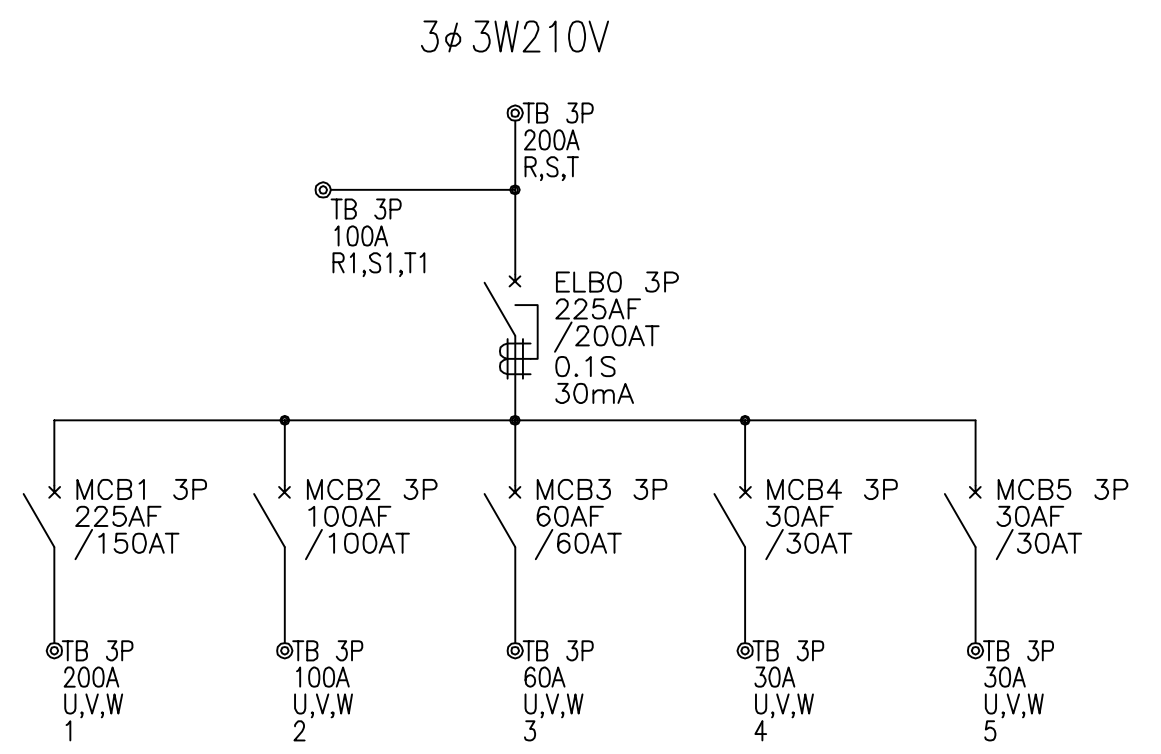 3φ 3W210V
TB 3P
200A
R,S,T
TB 3P
100A
R1,S1,T1
ELB0 3P
225AF
/200AT
0.1S
30mA
MCB1 3P
225AF
/150AT
MCB2 3P
100AF
/100AT
MCB3 3P
60AF
/60AT
MCB4 3P
30AF
/30AT
MCB5 3P
30AF
/30AT
TB 3P
200A
U,V,W
1
TB 3P
100A
U,V,W
2
TB 3P
60A
U,V,W
3
TB 3P
30A
U,V,W
4
TB 3P
30A
U,V,W
5